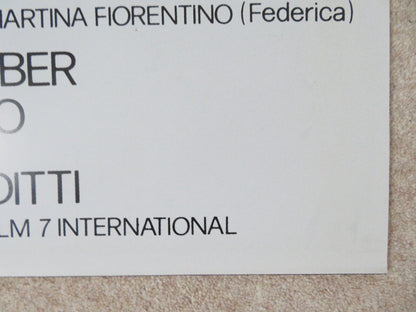 MARTINA FIORENTINO (Federica)
BER
O
DITTI
LM 7 INTERNATIONAL